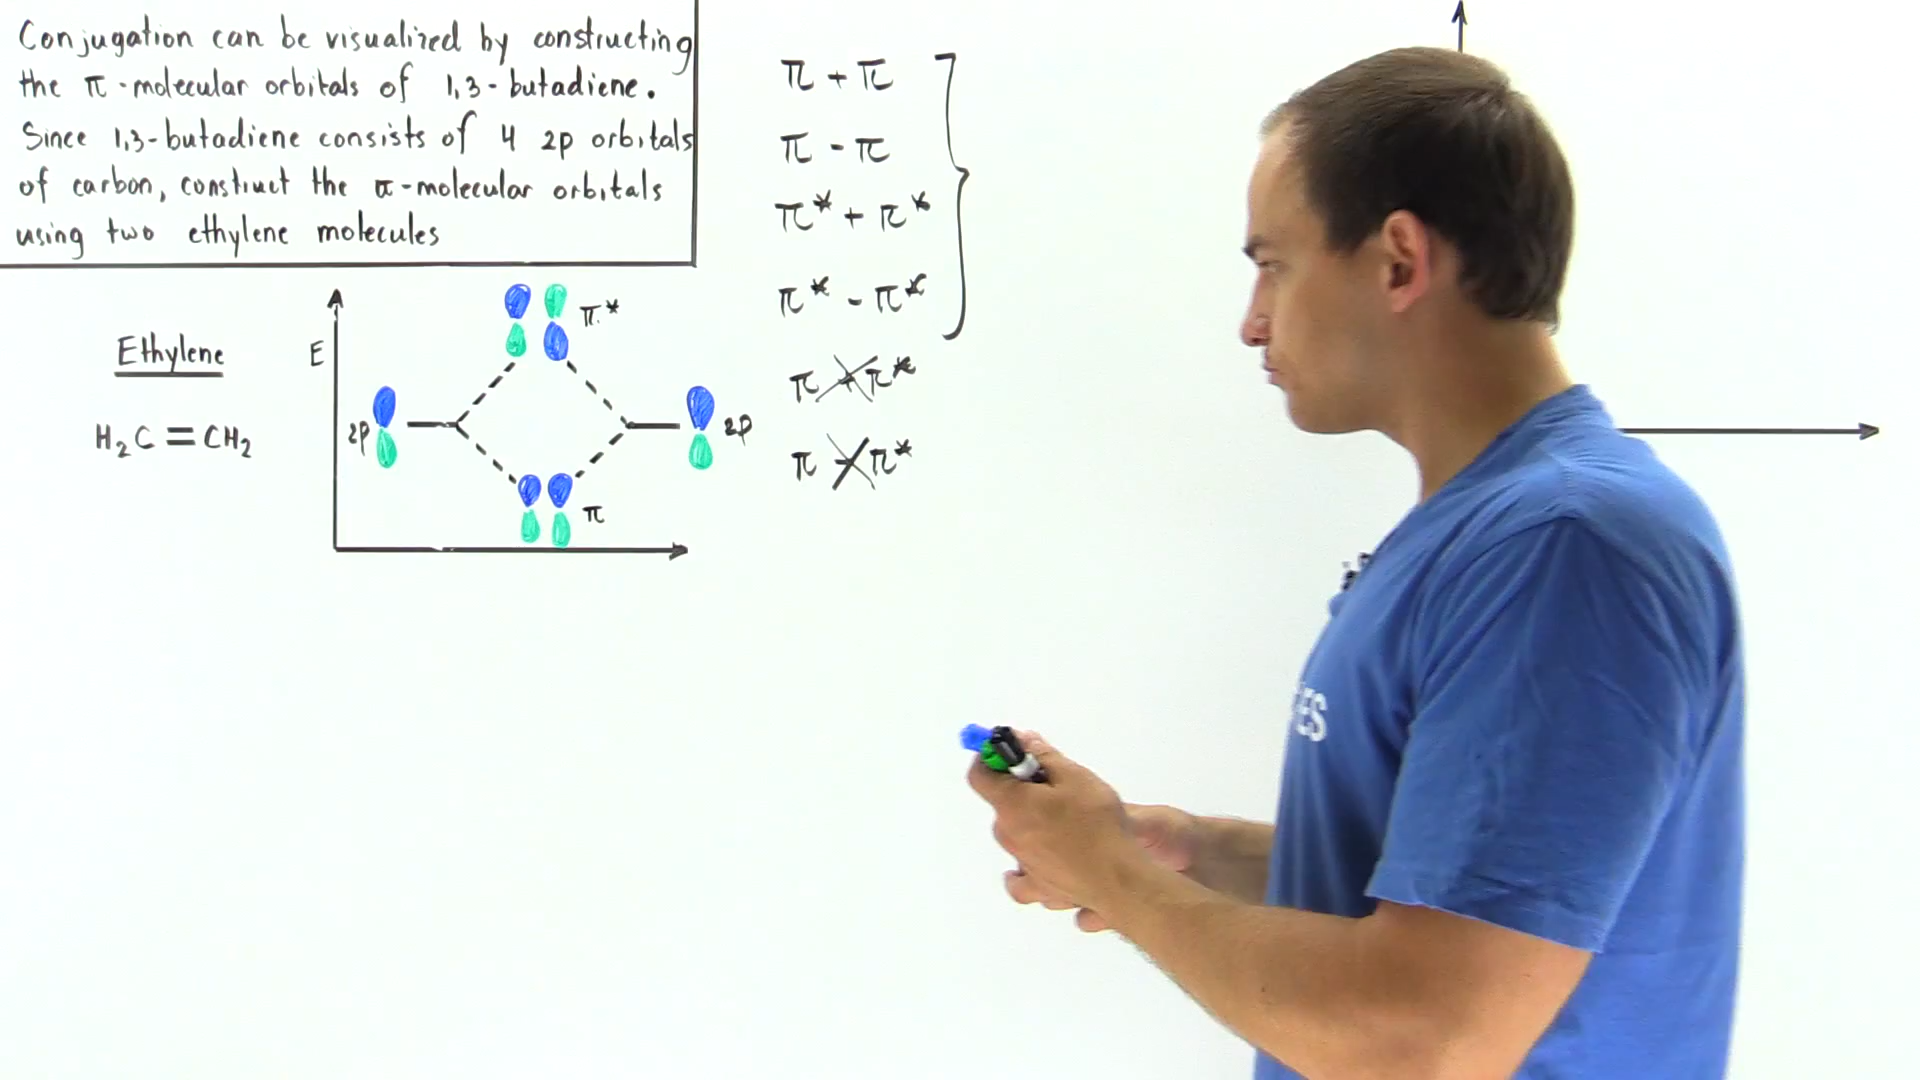 Conjugation can be visualized by constructing
the π-molecular orbitals of 1,3-butadiene.
Since 1,3-butadiene consists of 4 2p orbitals
of carbon, construct the π-molecular orbitals
using two ethylene molecules
Ethylene
H₂C=CH₂
E
π*
2p
2p
π
π + π
π - π
π* + π*
π* - π*
π + π*
π - π*